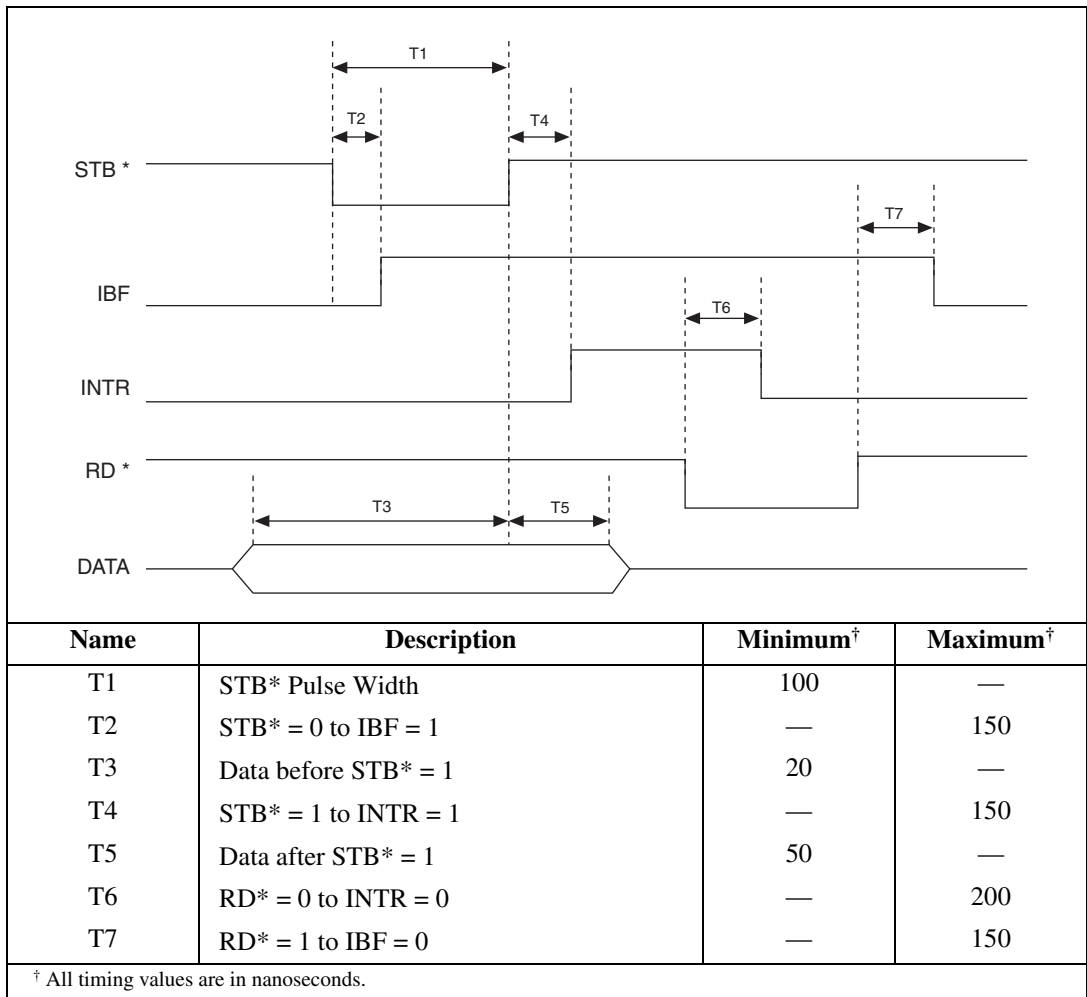 T1
T2
T4
STB *
T7
IBF
T6
INTR
RD *
T3
T5
DATA
Name Description Minimum† Maximum†
T1 STB* Pulse Width 100 —
T2 STB* = 0 to IBF = 1 — 150
T3 Data before STB* = 1 20 —
T4 STB* = 1 to INTR = 1 — 150
T5 Data after STB* = 1 50 —
T6 RD* = 0 to INTR = 0 — 200
T7 RD* = 1 to IBF = 0 — 150
† All timing values are in nanoseconds.